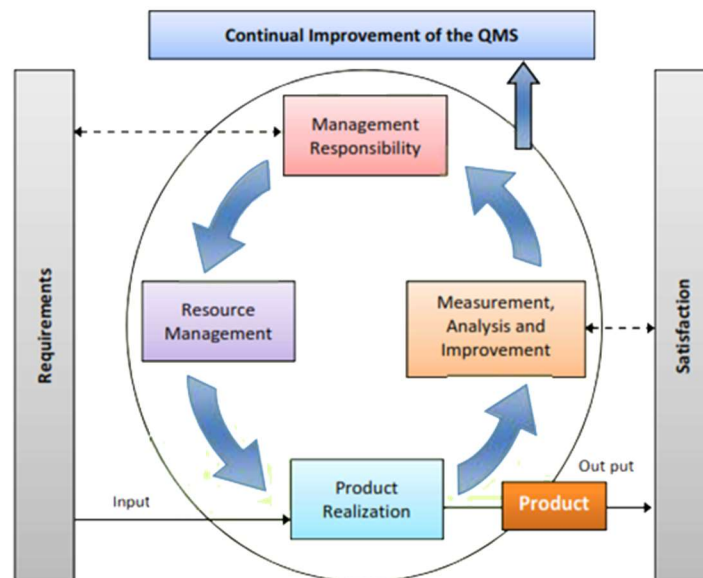 Continual Improvement of the QMS
Management
Responsibility
Requirements
Resource
Management
Measurement,
Analysis and
Improvement
Satisfaction
Input
Product
Realization
Product
Out put